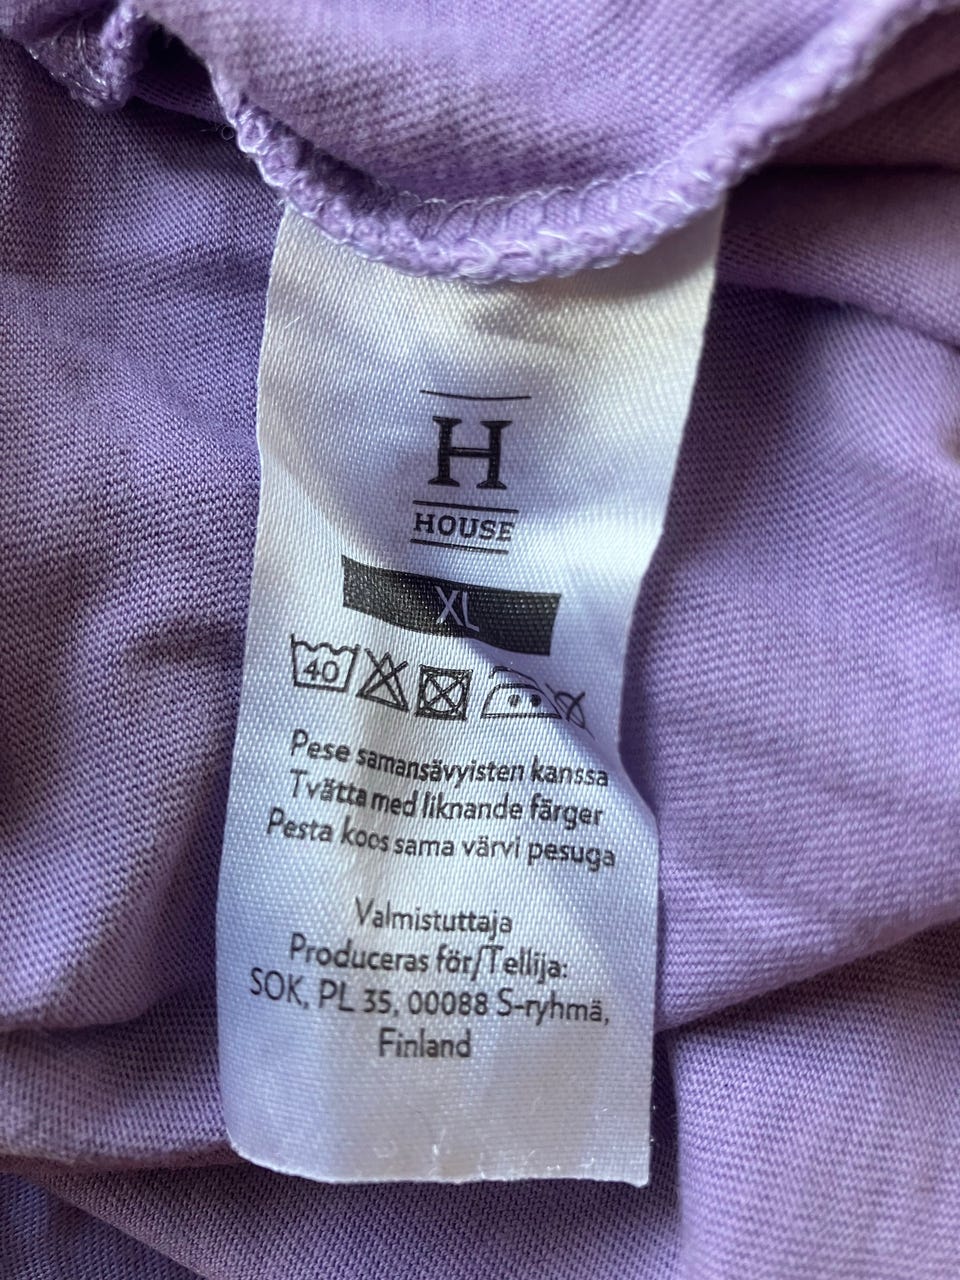 H
HOUSE
XL
40
Pese samansävyisten kanssa
Tvätta med liknande färger
Pesta koos sama värvi pesuga
Valmistuttaja
Produceras för/Tellija:
SOK, PL 35, 00088 S-ryhmä,
Finland